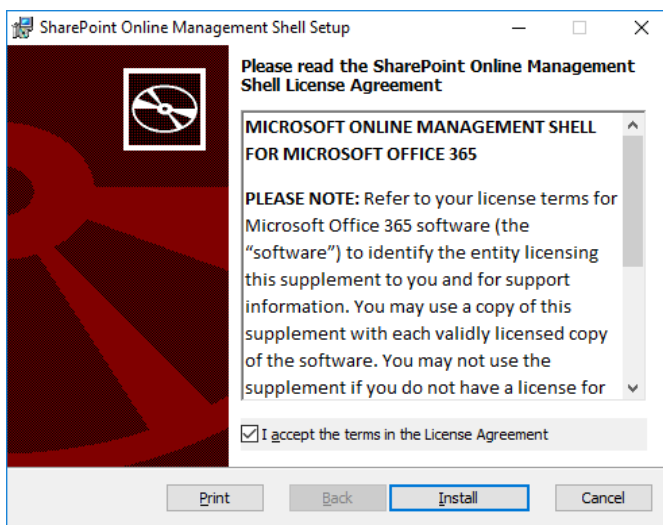 SharePoint Online Management Shell Setup
Please read the SharePoint Online Management
Shell License Agreement
MICROSOFT ONLINE MANAGEMENT SHELL
FOR MICROSOFT OFFICE 365
PLEASE NOTE: Refer to your license terms for
Microsoft Office 365 software (the
“software”) to identify the entity licensing
this supplement to you and for support
information. You may use a copy of this
supplement with each validly licensed copy
of the software. You may not use the
supplement if you do not have a license for
I accept the terms in the License Agreement
Print Back Install Cancel